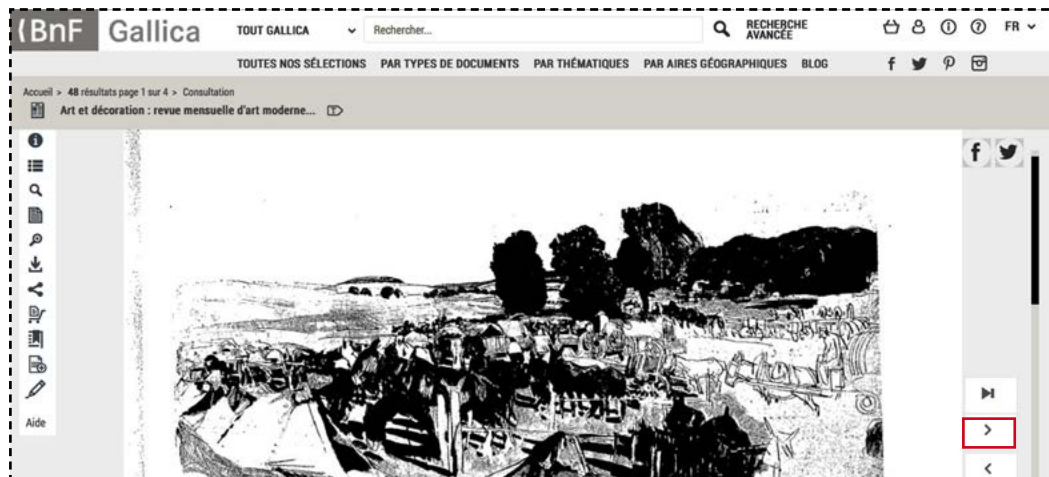 (BnF Gallica TOUT GALLICA Rechercher... RECHERCHE AVANCÉE FR
TOUTES NOS SÉLECTIONS PAR TYPES DE DOCUMENTS PAR THÉMATIQUES PAR AIRES GÉOGRAPHIQUES BLOG
Accueil > 48 résultats page 1 sur 4 > Consultation
Art et décoration : revue mensuelle d'art moderne... T
Aide